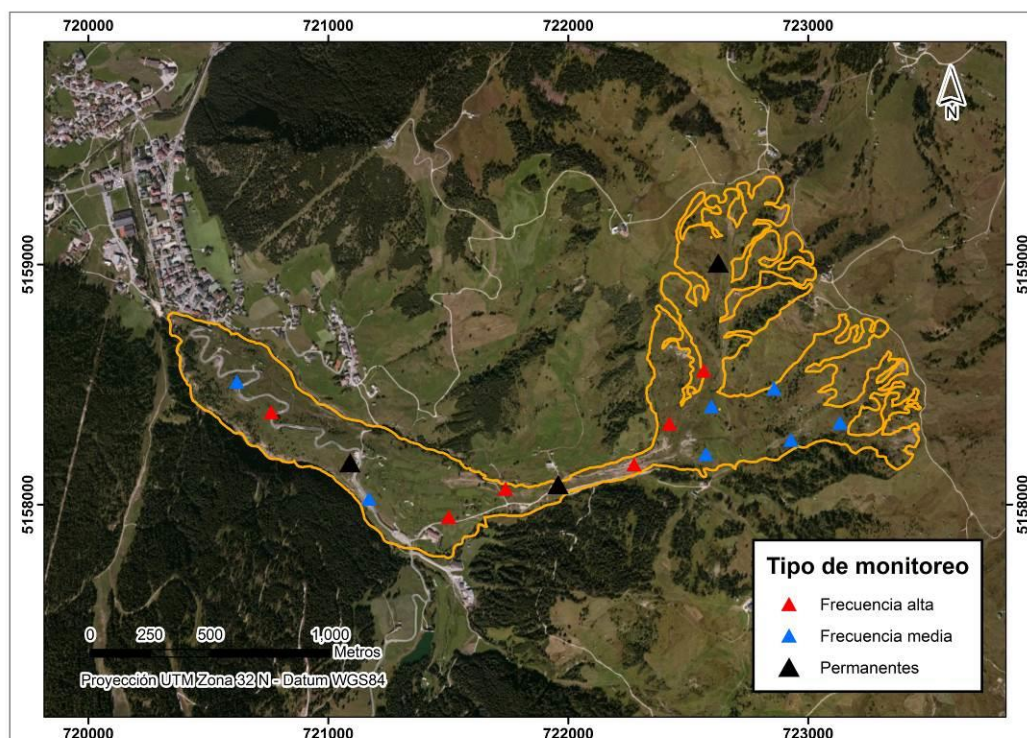 720000 721000 722000 723000
N
5159000 5159000
5158000 5158000
Tipo de monitoreo
Frecuencia alta
Frecuencia media
Permanentes
0 250 500 1,000
Metros
Proyección UTM Zona 32 N - Datum WGS84
720000 721000 722000 723000